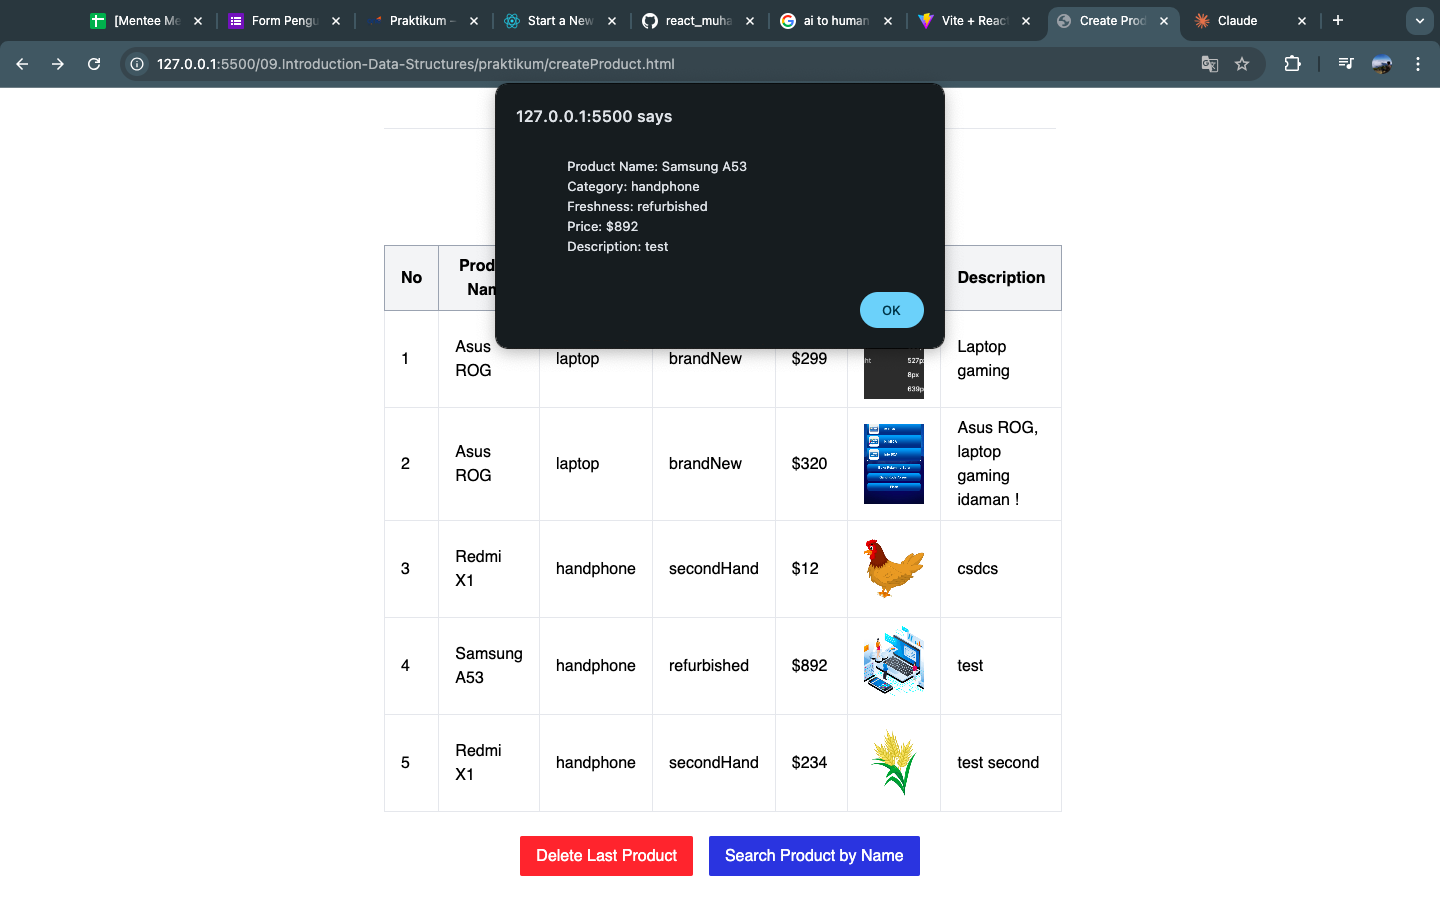 [Mentee Me
Form Pengu
Praktikum –
Start a New
react_muha
ai to human
Vite + Reac
Create Prod
Claude
127.0.0.1:5500/09.Introduction-Data-Structures/praktikum/createProduct.html
127.0.0.1:5500 says
Product Name: Samsung A53
Category: handphone
Freshness: refurbished
Price: $892
Description: test
OK
No
Prod
Nan
Description
1
Asus
ROG
laptop
brandNew
$299
ht
527p
8px
639p
Laptop
gaming
2
Asus
ROG
laptop
brandNew
$320
Asus ROG,
laptop
gaming
idaman !
3
Redmi
X1
handphone
secondHand
$12
csdcs
4
Samsung
A53
handphone
refurbished
$892
test
5
Redmi
X1
handphone
secondHand
$234
test second
Delete Last Product
Search Product by Name